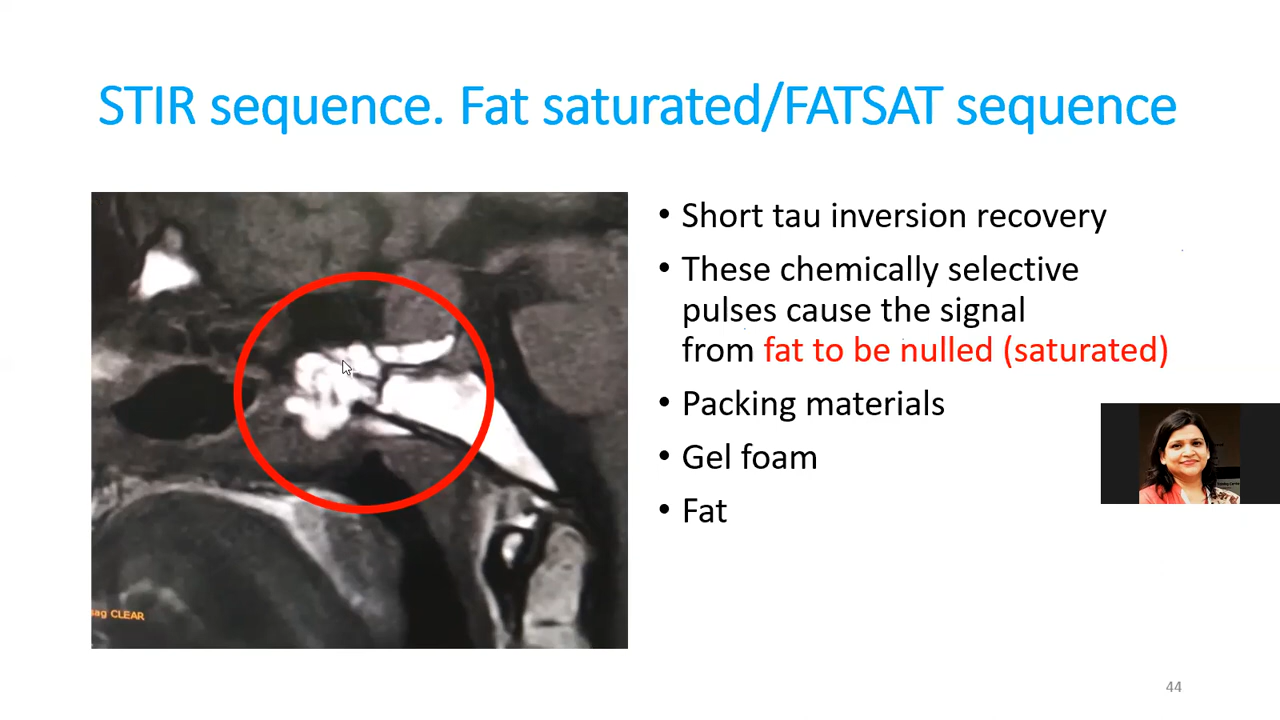 STIR sequence. Fat saturated/FATSAT sequence
• Short tau inversion recovery
• These chemically selective
pulses cause the signal
from fat to be nulled (saturated)
• Packing materials
• Gel foam
• Fat
sag CLEAR
44